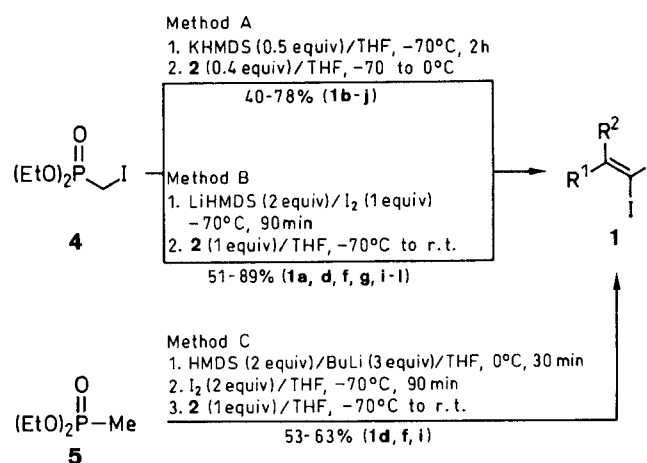 Method A
1. KHMDS (0.5 equiv)/THF, -70°C, 2h
2. 2 (0.4 equiv)/THF, -70 to 0°C
40-78% (1b-j)
O
(EtO)₂P I
4
Method B
1. LiHMDS (2 equiv)/I₂ (1 equiv)
-70°C, 90min
2. 2 (1 equiv)/THF, -70°C to r.t.
51-89% (1a, d, f, g, i-l)
R²
R¹
I
1
Method C
1. HMDS (2 equiv)/BuLi (3 equiv)/THF, 0°C, 30 min
2. I₂ (2 equiv)/THF, -70°C, 90 min
3. 2 (1 equiv)/THF, -70°C to r.t.
53-63% (1d, f, i)
O
(EtO)₂P-Me
5